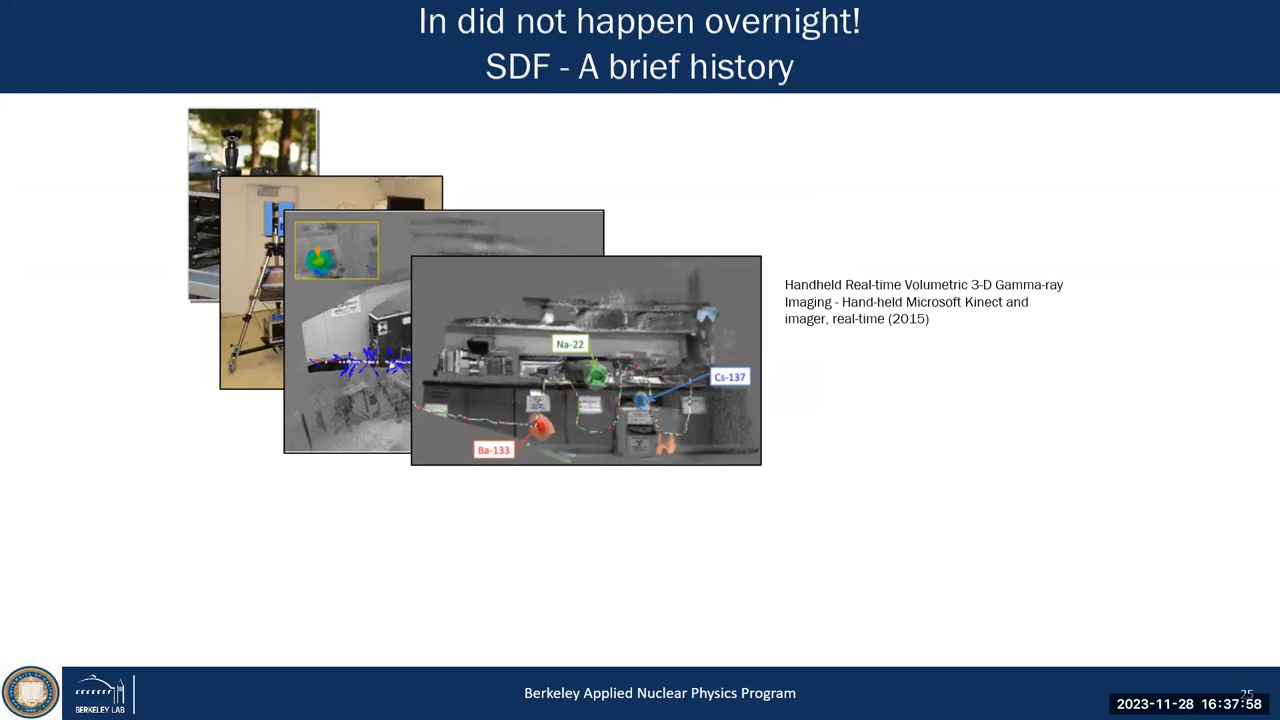 In did not happen overnight!
SDF - A brief history
Na-22
Cs-137
Ba-133
Handheld Real-time Volumetric 3-D Gamma-ray
Imaging - Hand-held Microsoft Kinect and
imager, real-time (2015)
BERKELEY LAB
Berkeley Applied Nuclear Physics Program
25
2023-11-28 16:37:58